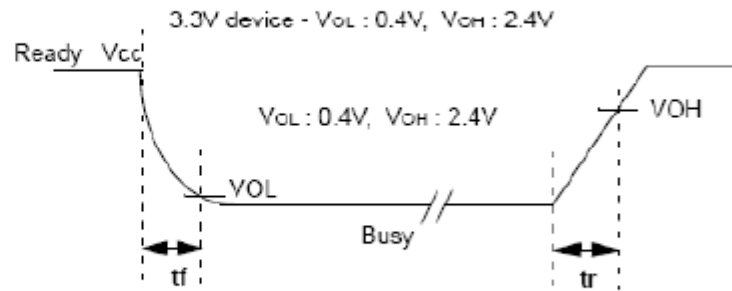 3.3V device - VOL : 0.4V, VOH : 2.4V
Ready Vcc
VOL : 0.4V, VOH : 2.4V
VOH
VOL
Busy
tf
tr